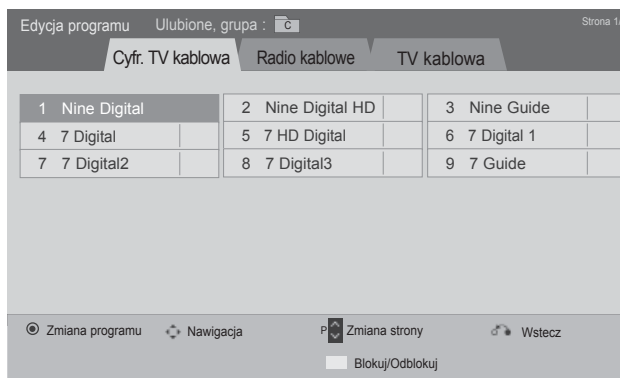 Edycja programu Ulubione, grupa : C Strona 1/
Cyfr. TV kablowa Radio kablowe TV kablowa
1 Nine Digital 2 Nine Digital HD 3 Nine Guide
4 7 Digital 5 7 HD Digital 6 7 Digital 1
7 7 Digital2 8 7 Digital3 9 7 Guide
Zmiana programu Nawigacja P Zmiana strony Wstecz
Blokuj/Odblokuj